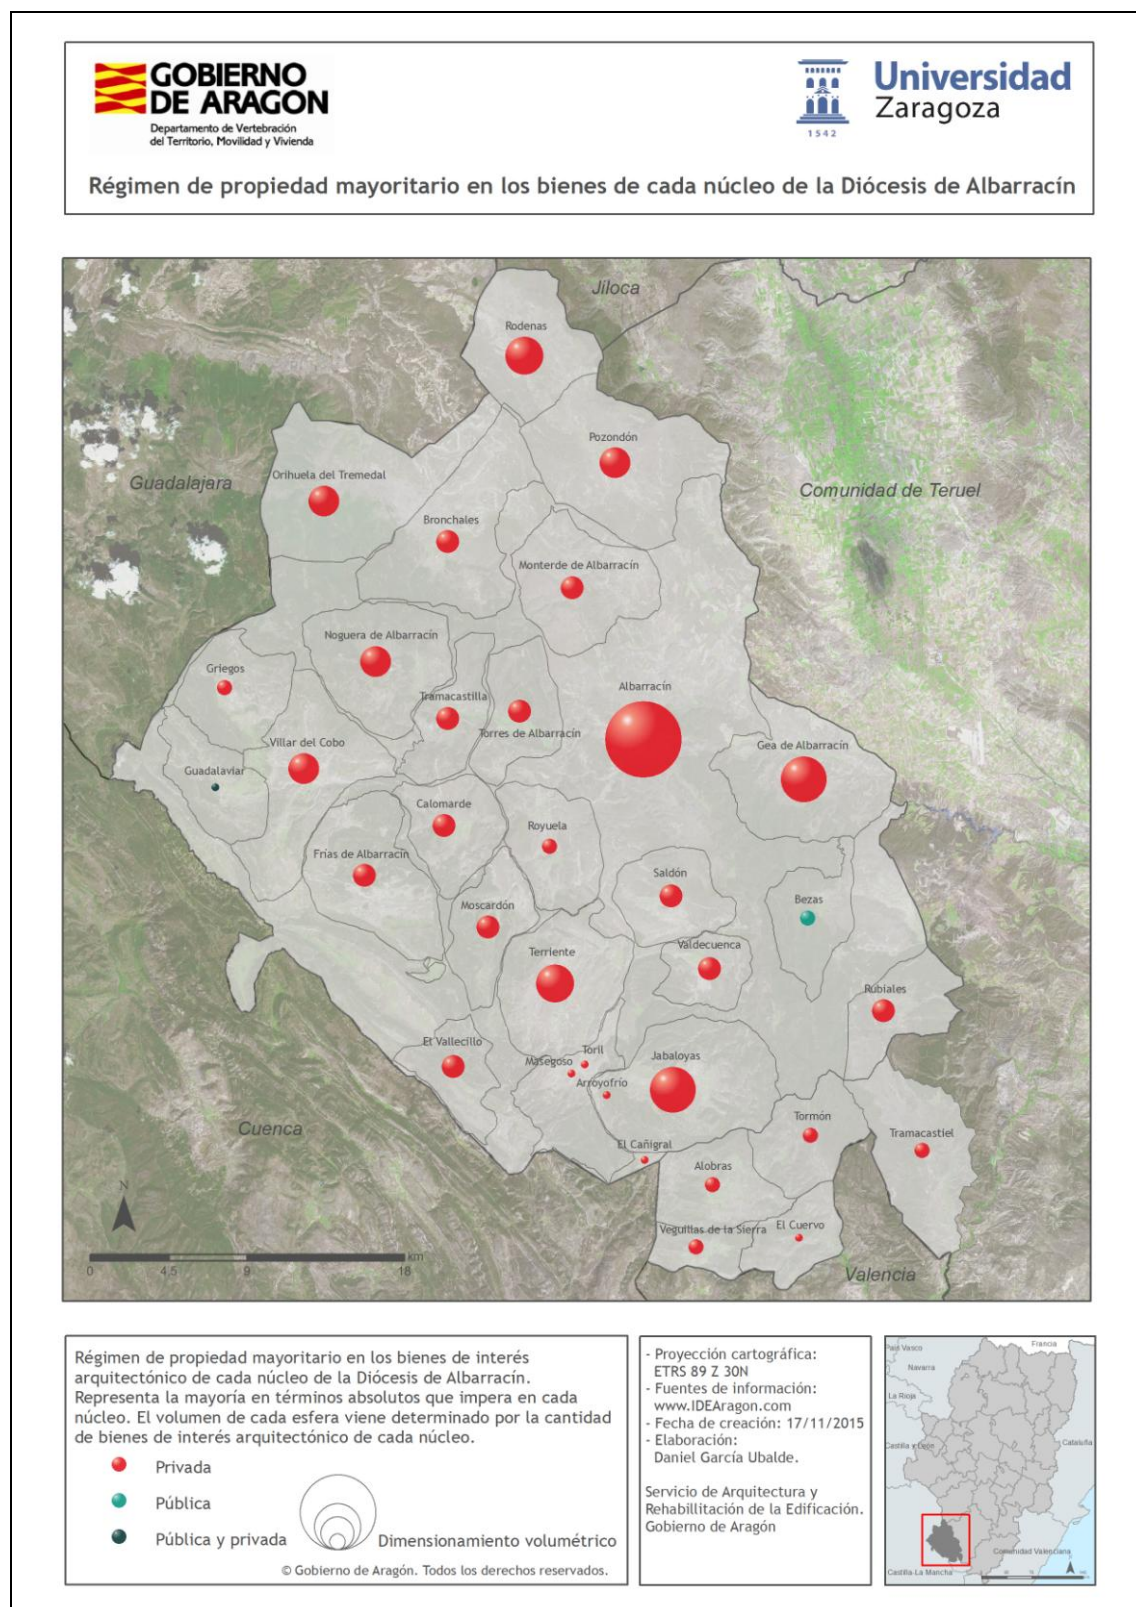 GOBIERNO
DE ARAGON
Departamento de Vertebración
del Territorio, Movilidad y Vivienda
1542
Universidad
Zaragoza
Régimen de propiedad mayoritario en los bienes de cada núcleo de la Diócesis de Albarracín
Jíloca
Rodenas
Pozondón
Guadalajara
Orihuela del Tremedal
Comunidad de Teruel
Bronchales
Monterde de Albarracín
Noguera de Albarracín
Griegos
Tramacastilla
Albarracín
Torres de Albarracín
Villar del Cobo
Gea de Albarracín
Guadalaviar
Calomarde
Royuela
Frías de Albarracín
Saldón
Bezas
Moscardón
Valdecuenca
Terriente
Rubiales
El Vallecillo
Toril
Masegoso
Jabaloyas
Arroyofrío
Tormón
Cuenca
Tramacastiel
El Cañigral
Alobras
N
Veguillas de la Sierra
El Cuervo
km
0 4,5 9 18
Valencia
Régimen de propiedad mayoritario en los bienes de interés
arquitectónico de cada núcleo de la Diócesis de Albarracín.
Representa la mayoría en términos absolutos que impera en cada
núcleo. El volumen de cada esfera viene determinado por la cantidad
de bienes de interés arquitectónico de cada núcleo.
Privada
Pública
Pública y privada
Dimensionamiento volumétrico
© Gobierno de Aragón. Todos los derechos reservados.
- Proyección cartográfica:
ETRS 89 Z 30N
- Fuentes de información:
www.IDEAragon.com
- Fecha de creación: 17/11/2015
- Elaboración:
Daniel García Ubalde.
Servicio de Arquitectura y
Rehabillitación de la Edificación.
Gobierno de Aragón
Francia
País Vasco
Navarra
La Rioja
Cataluña
Castilla y León
Comunidad Valenciana
Castilla-La Mancha